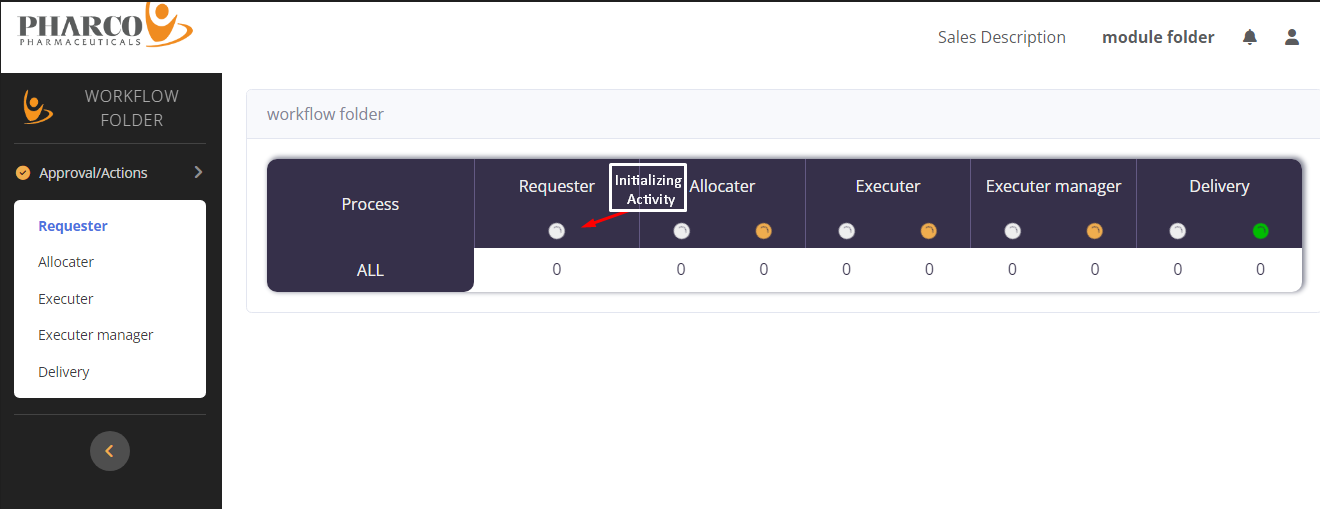 PHARCO
PHARMACEUTICALS
Sales Description module folder
WORKFLOW
FOLDER
Approval/Actions
Requester
Allocater
Executer
Executer manager
Delivery
workflow folder
Process Requester Allocater Executer Executer manager Delivery
Initializing
Activity
ALL 0 0 0 0 0 0 0 0 0